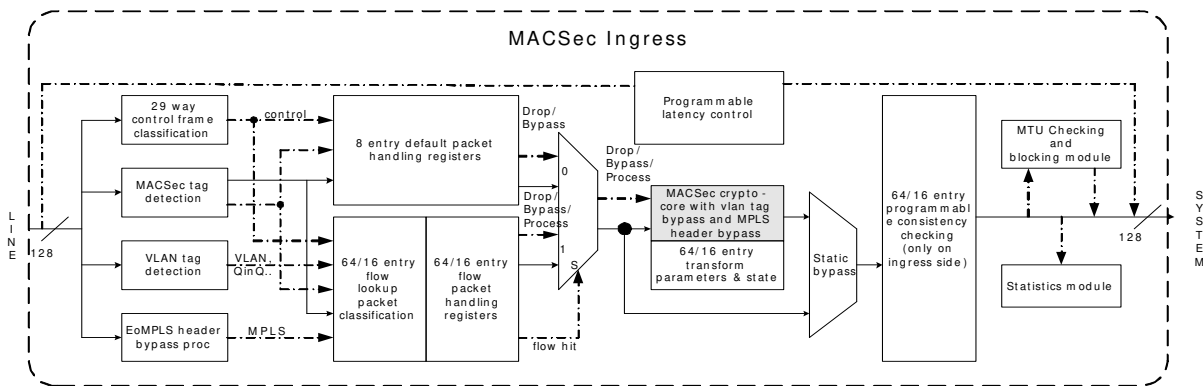 MACSec Ingress
LINE
128
29 way
control frame
classification
control
MACSec tag
detection
VLAN tag
detection
VLAN,
QinQ..
EoMPLS header
bypass proc
MPLS
8 entry default packet
handling registers
64/16 entry
flow
lookup
packet
classification
64/16 entry
flow
packet
handling
registers
Drop/
Bypass
Drop/
Bypass/
Process
0
1
S
flow hit
Programmable
latency control
Drop/
Bypass/
Process
MACSec crypto -
core with vlan tag
bypass and MPLS
header bypass
64/16 entry
transform
parameters & state
Static
bypass
64/16 entry
programmabl
e consistency
checking
(only on
ingress side)
MTU Checking
and
blocking module
Statistics module
128
SYSTEM